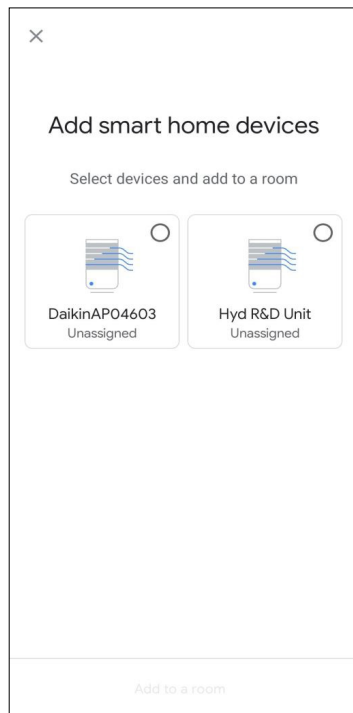 Add smart home devices
Select devices and add to a room
DaikinAP04603
Unassigned
Hyd R&D Unit
Unassigned
Add to a room